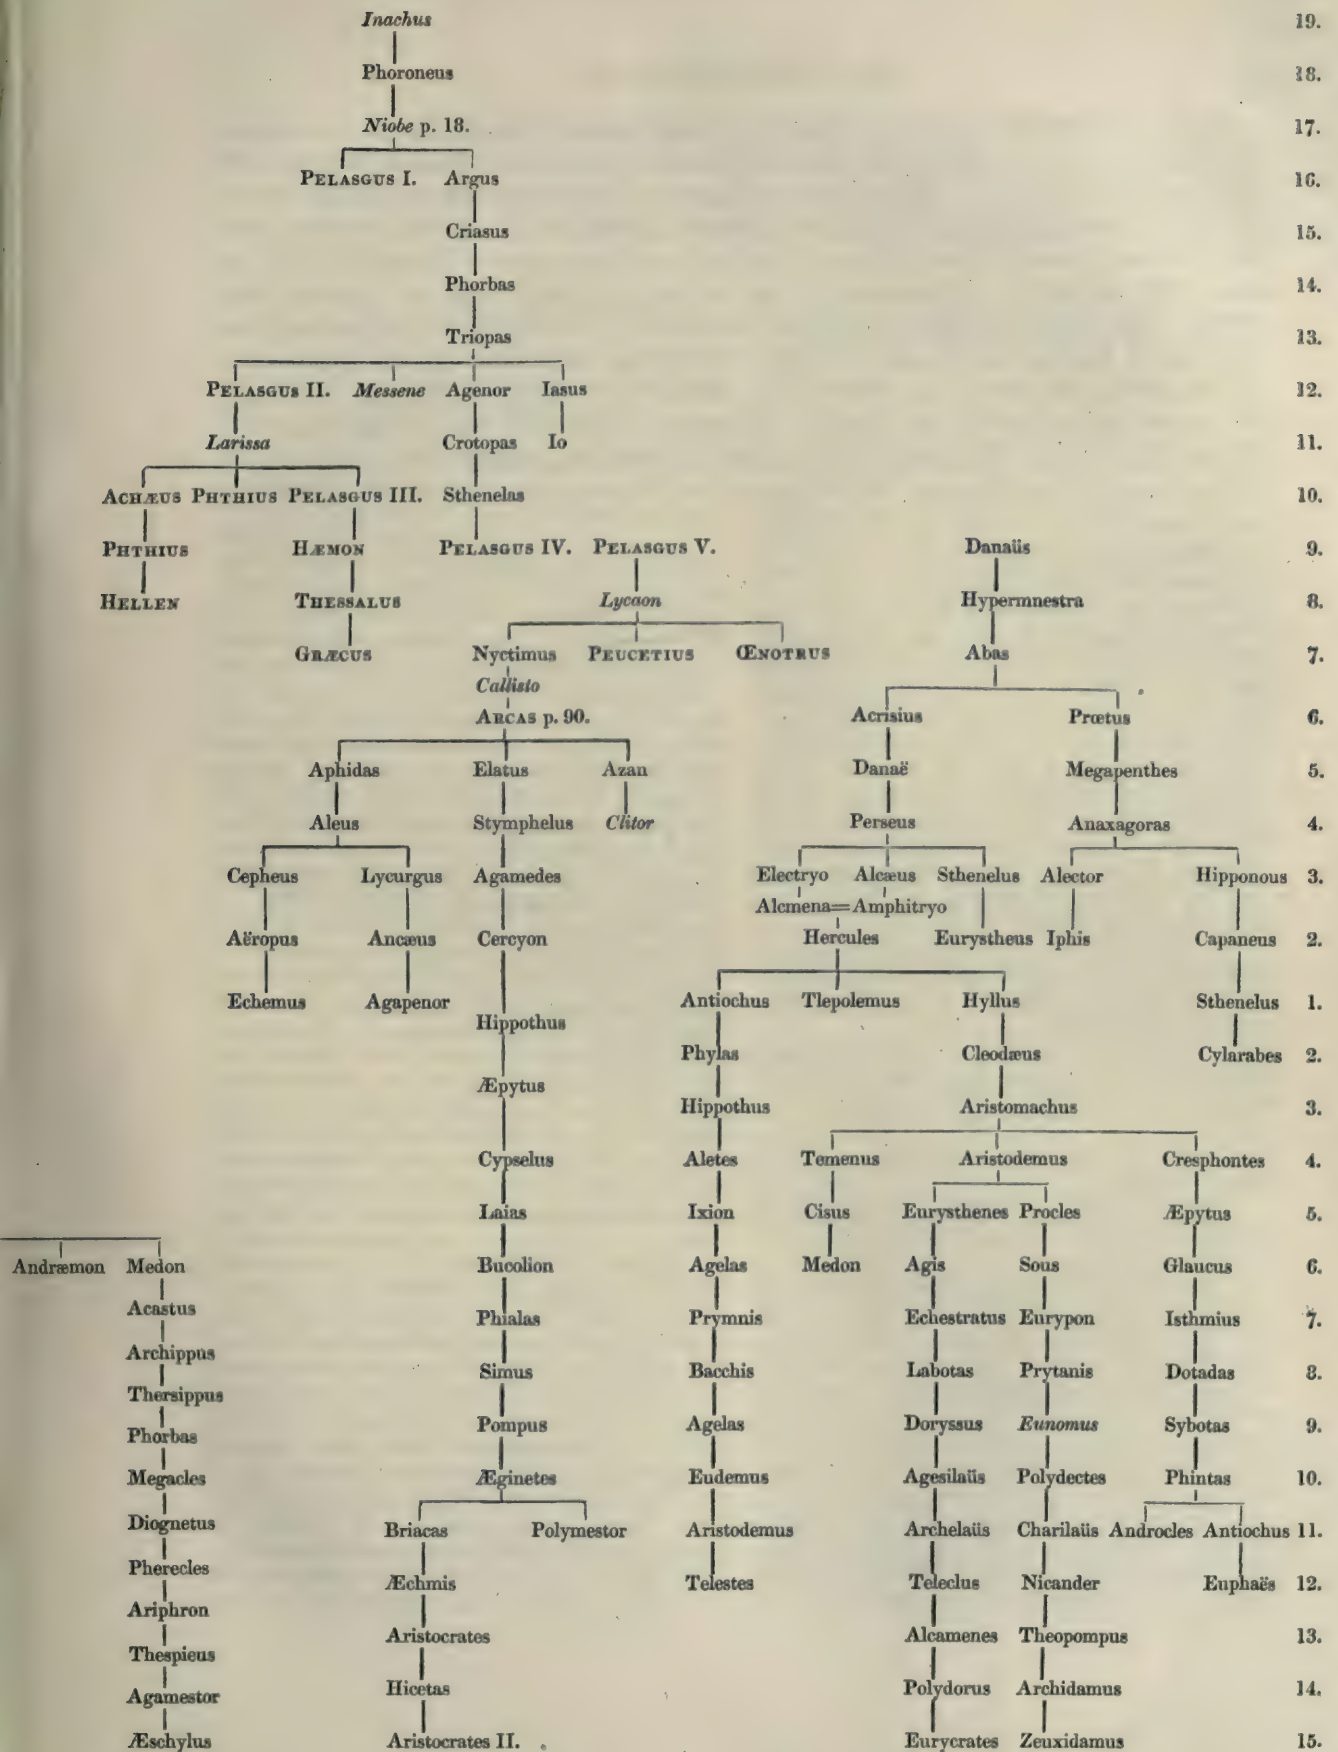 Inachus 19.
Phoroneus 18.
Niobe p. 18. 17.
PELASGUS I. Argus 16.
Criasus 15.
Phorbas 14.
Triopas 13.
PELASGUS II. Messene Agenor Iasus 12.
Larissa Crotopas Io 11.
ACHÆUS PHTHIUS PELASGUS III. Sthenelas 10.
PHTHIUS HÆMON PELASGUS IV. PELASGUS V. Danaüs 9.
HELLEN THESSALUS Lycaon Hypermnestra 8.
GRÆCUS Nyctimus PEUCETIUS ŒNOTRUS Abas 7.
Callisto
ARCAS p. 90. Acrisius Prœtus 6.
Aphidas Elatus Azan Danaë Megapenthes 5.
Aleus Stymphelus Clitor Perseus Anaxagoras 4.
Cepheus Lycurgus Agamedes Electryo Alcæus Sthenelus Alector Hipponous 3.
Alcmena=Amphitryo
Aëropus Ancæus Cercyon Hercules Eurystheus Iphis Capaneus 2.
Echemus Agapenor Antiochus Tlepolemus Hyllus Sthenelus 1.
Hippothus
Phylas Cleodæus Cylarabes 2.
Æpytus
Hippothus Aristomachus 3.
Cypselus Aletes Temenus Aristodemus Cresphontes 4.
Laias Ixion Cisus Eurysthenes Procles Æpytus 5.
Andræmon Medon Bucolion Agelas Medon Agis Sous Glaucus 6.
Acastus
Phialas Prymnis Echestratus Eurypon Isthmius 7.
Archippus
Simus Bacchis Labotas Prytanis Dotadas 8.
Thersippus
Pompus Agelas Doryssus Eunomus Sybotas 9.
Phorbas
Megacles Æginetes Eudemus Agesilaüs Polydectes Phintas 10.
Diognetus
Briacas Polymestor Aristodemus Archelaüs Charilaüs Androcles Antiochus 11.
Pherecles
Æchmis Telestes Teleclus Nicander Euphaës 12.
Ariphron
Aristocrates Alcamenes Theopompus 13.
Thespieus
Hicetas Polydorus Archidamus 14.
Agamestor
Æschylus Aristocrates II. Eurycrates Zeuxidamus 15.